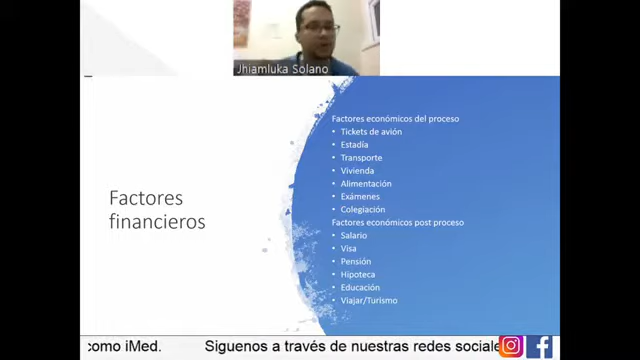 Jhiamluka Solano
Factores
financieros
Factores económicos del proceso
• Tickets de avión
• Estadía
• Transporte
• Vivienda
• Alimentación
• Exámenes
• Colegiación
Factores económicos post proceso
• Salario
• Visa
• Pensión
• Hipoteca
• Educación
• Viajar/Turismo
como iMed. Siguenos a través de nuestras redes sociale